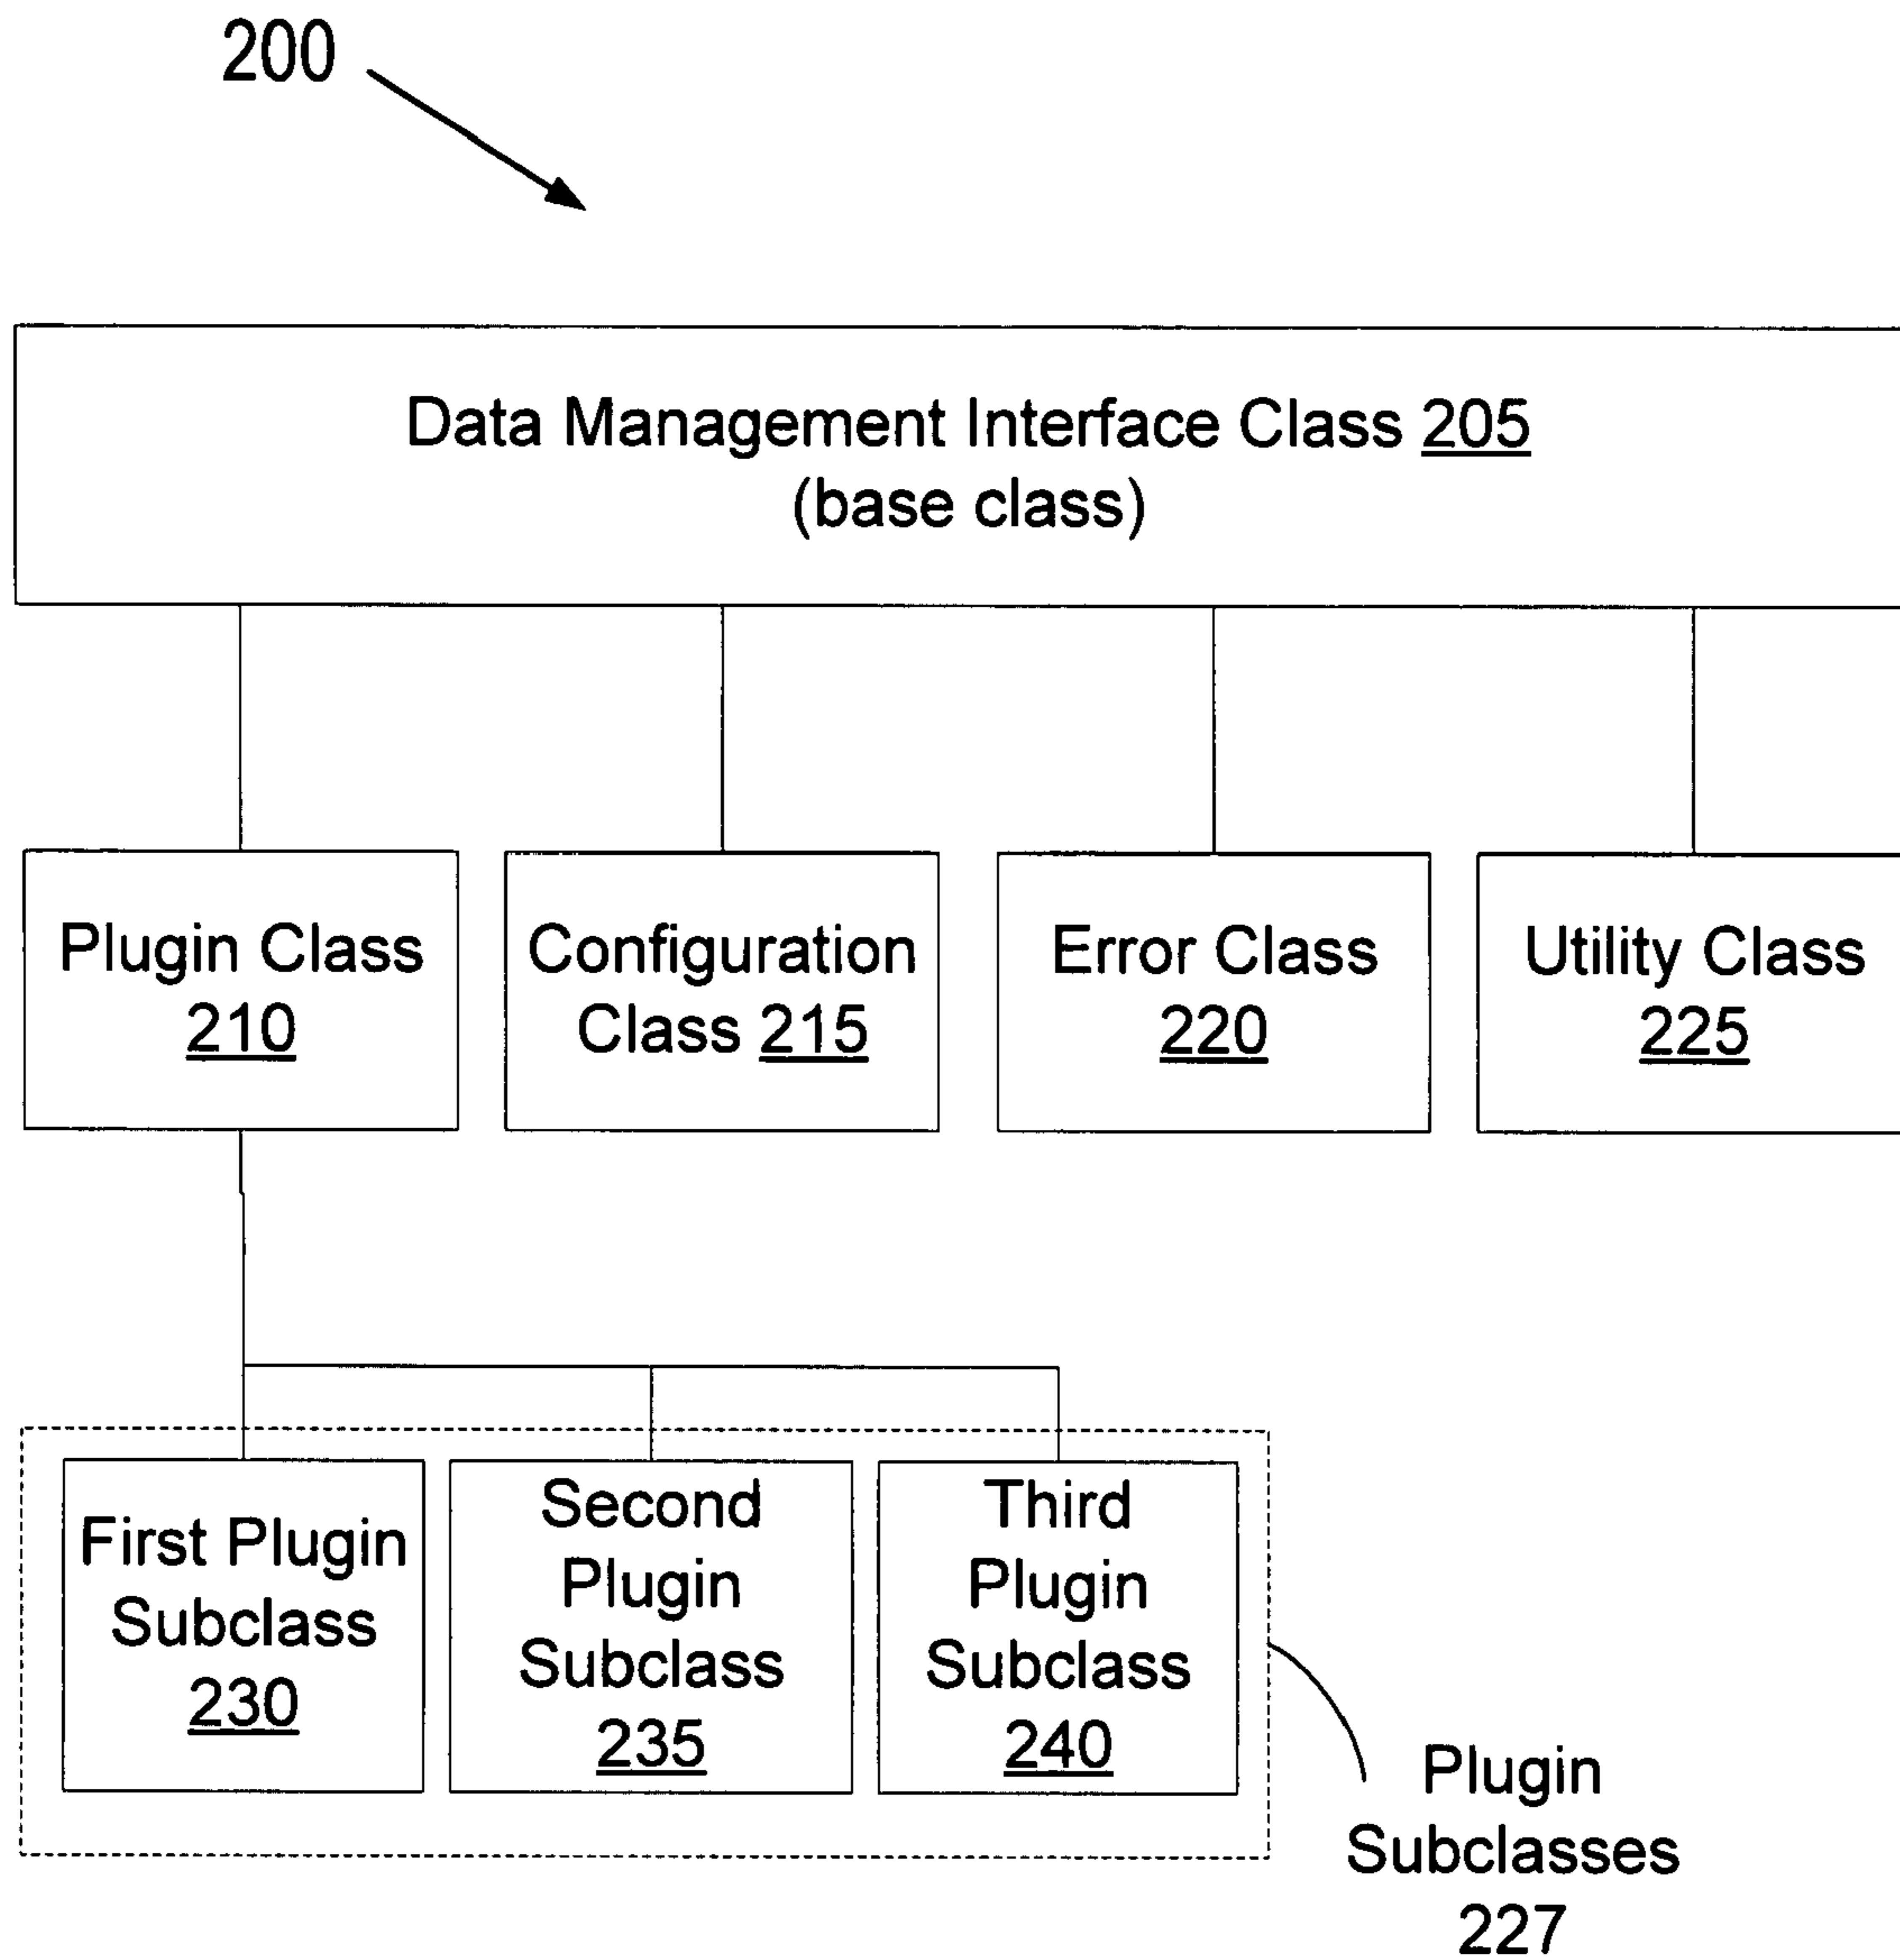 200
Data Management Interface Class 205
(base class)
Plugin Class
210
Configuration
Class 215
Error Class
220
Utility Class
225
First Plugin
Subclass
230
Second
Plugin
Subclass
235
Third
Plugin
Subclass
240
Plugin
Subclasses
227